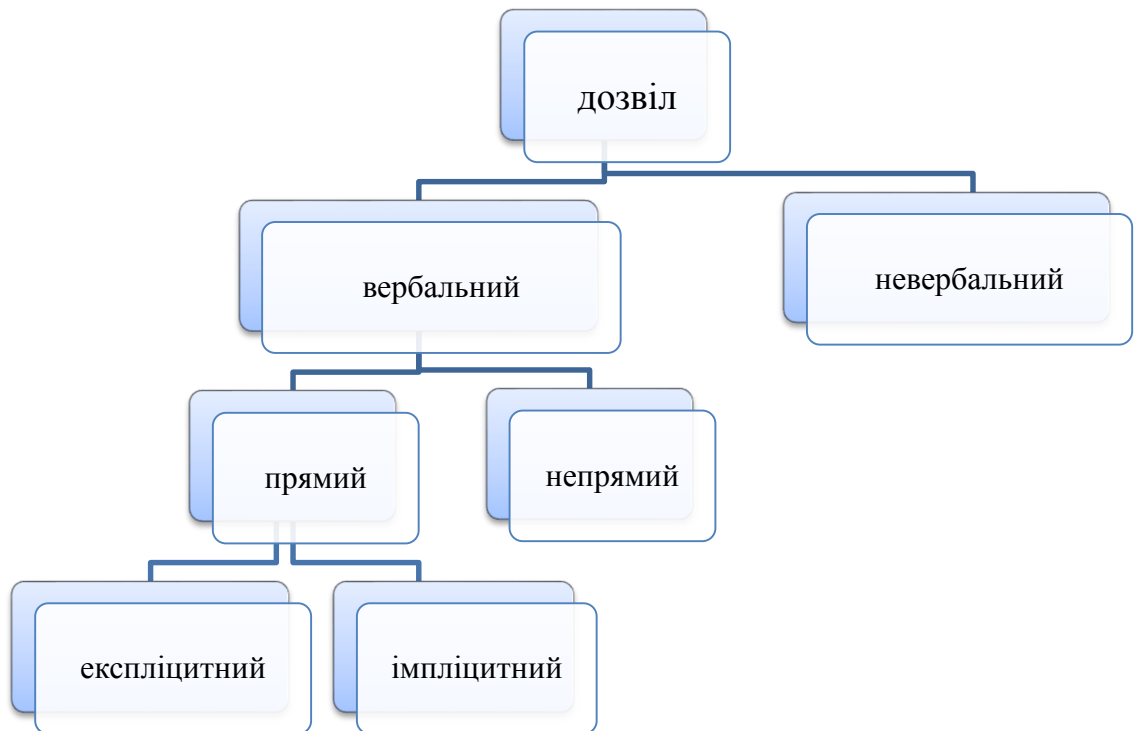 дозвіл
вербальний
невербальний
прямий
непрямий
експліцитний
імпліцитний